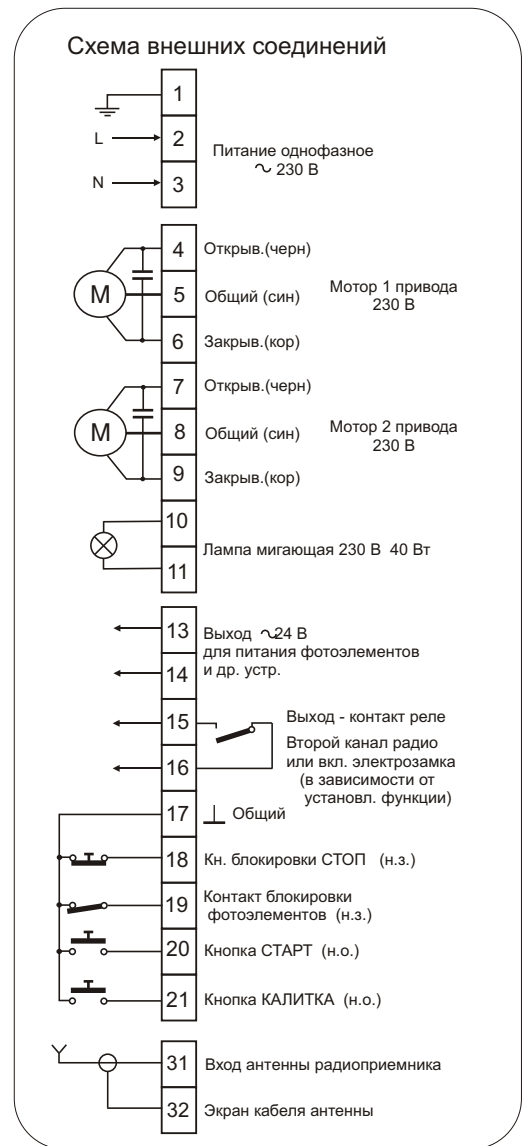 Схема внешних соединений
1
L 2
N 3
Питание однофазное
~ 230 В
4 Открыв.(черн)
M 5 Общий (син)
6 Закрыв.(кор)
Мотор 1 привода
230 В
7 Открыв.(черн)
M 8 Общий (син)
9 Закрыв.(кор)
Мотор 2 привода
230 В
10
11
Лампа мигающая 230 В 40 Вт
13
14
Выход ~24 В
для питания фотоэлементов
и др. устр.
15
16
Выход - контакт реле
Второй канал радио
или вкл. электрозамка
(в зависимости от
установл. функции)
17 Общий
18 Кн. блокировки СТОП (н.з.)
19 Контакт блокировки
фотоэлементов (н.з.)
20 Кнопка СТАРТ (н.о.)
21 Кнопка КАЛИТКА (н.о.)
31 Вход антенны радиоприемника
32 Экран кабеля антенны